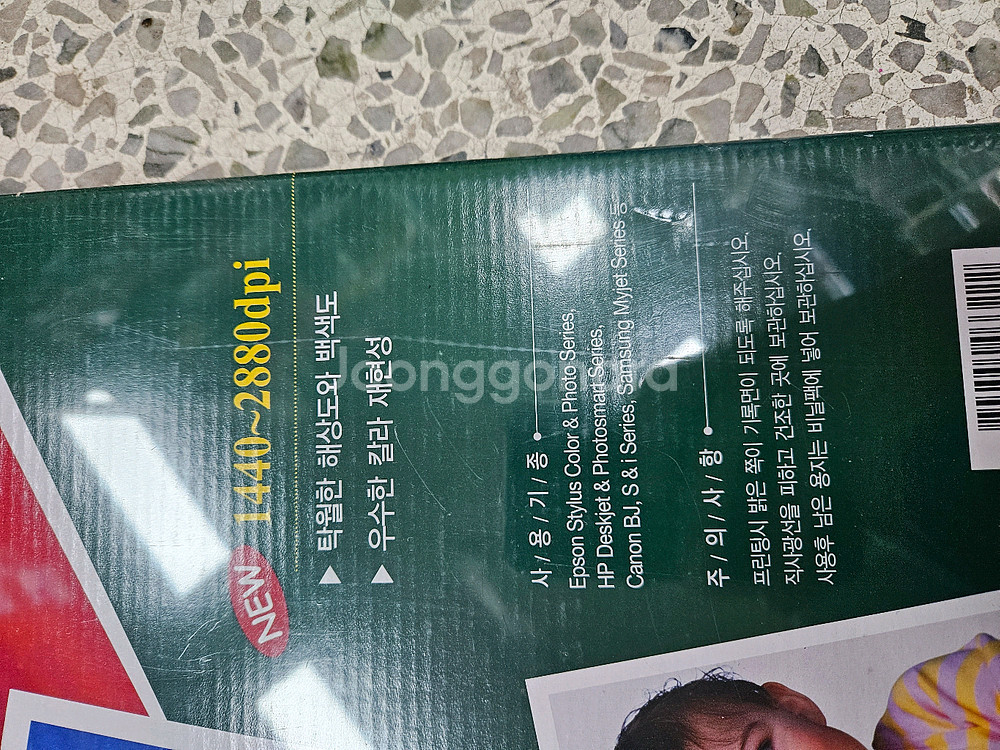 NEW 1440~2880dpi
▶ 탁월한 해상도와 백색도
▶ 우수한 칼라 재현성
사 / 용 / 기 / 종
Epson Stylus Color & Photo Series,
HP Deskjet & Photosmart Series,
Canon BJ, S & i Series, Samsung Myjet Series 등
주 / 의 / 사 / 항
프린팅시 밝은 쪽이 기록면이 되도록 해주십시오.
직사광선을 피하고 건조한 곳에 보관하십시오.
사용후 남은 용지는 비닐팩에 넣어 보관하십시오.
Joonggonara